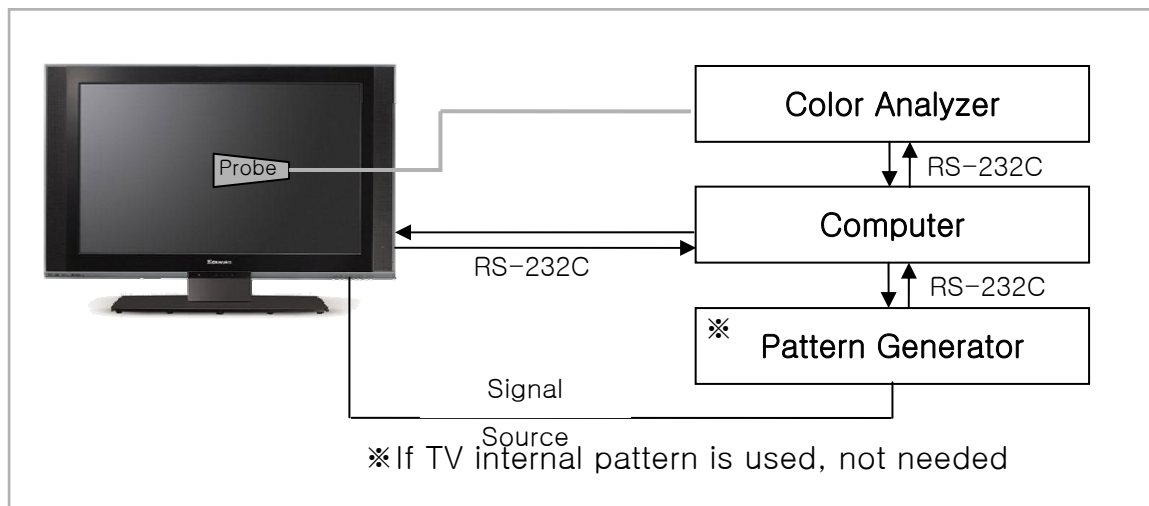 Color Analyzer
Probe
RS-232C
Computer
RS-232C
RS-232C
※ Pattern Generator
Signal
Source
※If TV internal pattern is used, not needed